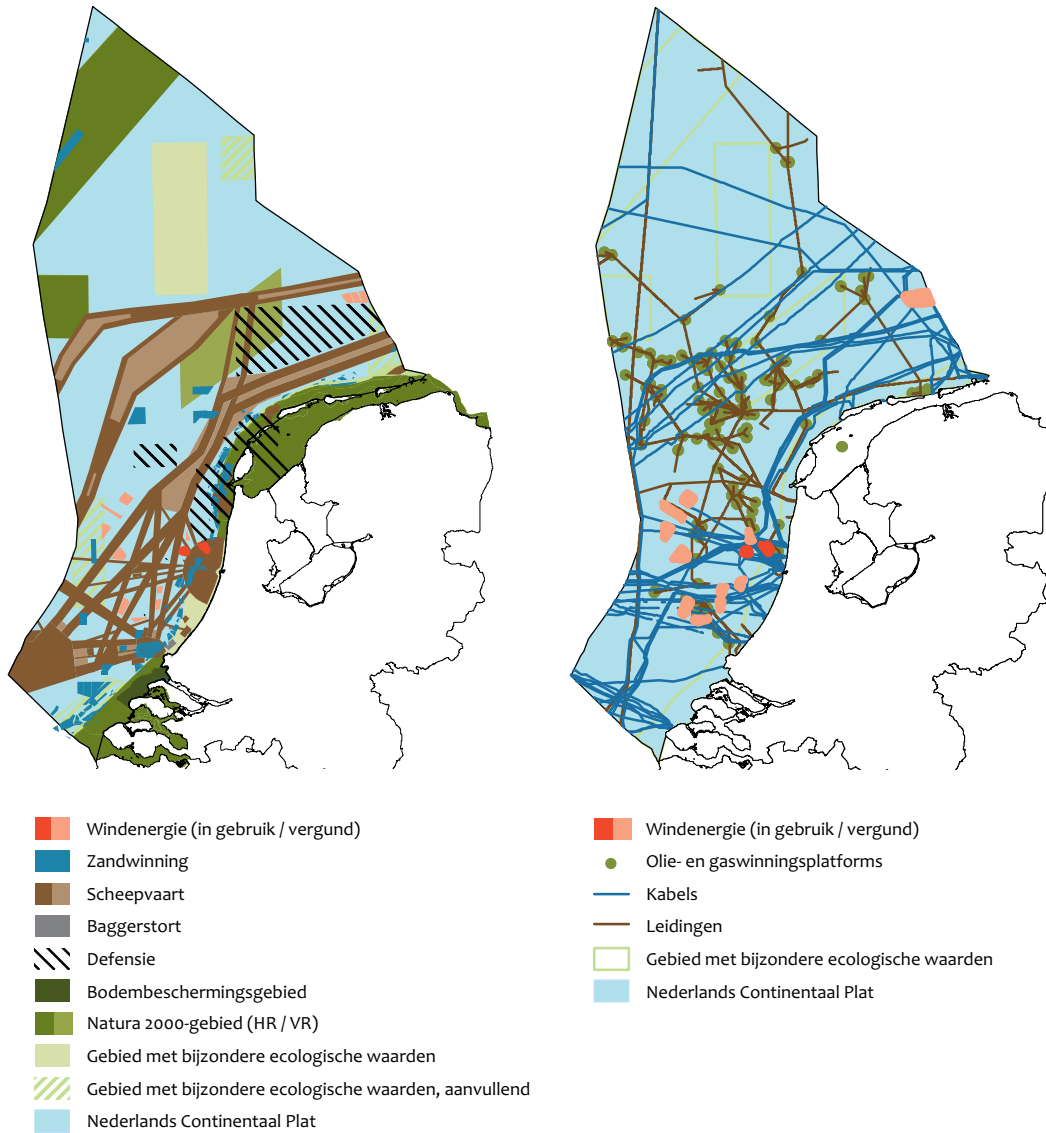 Windenergie (in gebruik / vergund)
Zandwinning
Scheepvaart
Baggerstort
Defensie
Bodembeschermingsgebied
Natura 2000-gebied (HR / VR)
Gebied met bijzondere ecologische waarden
Gebied met bijzondere ecologische waarden, aanvullend
Nederlands Continentaal Plat
Windenergie (in gebruik / vergund)
Olie- en gaswinningsplatforms
Kabels
Leidingen
Gebied met bijzondere ecologische waarden
Nederlands Continentaal Plat